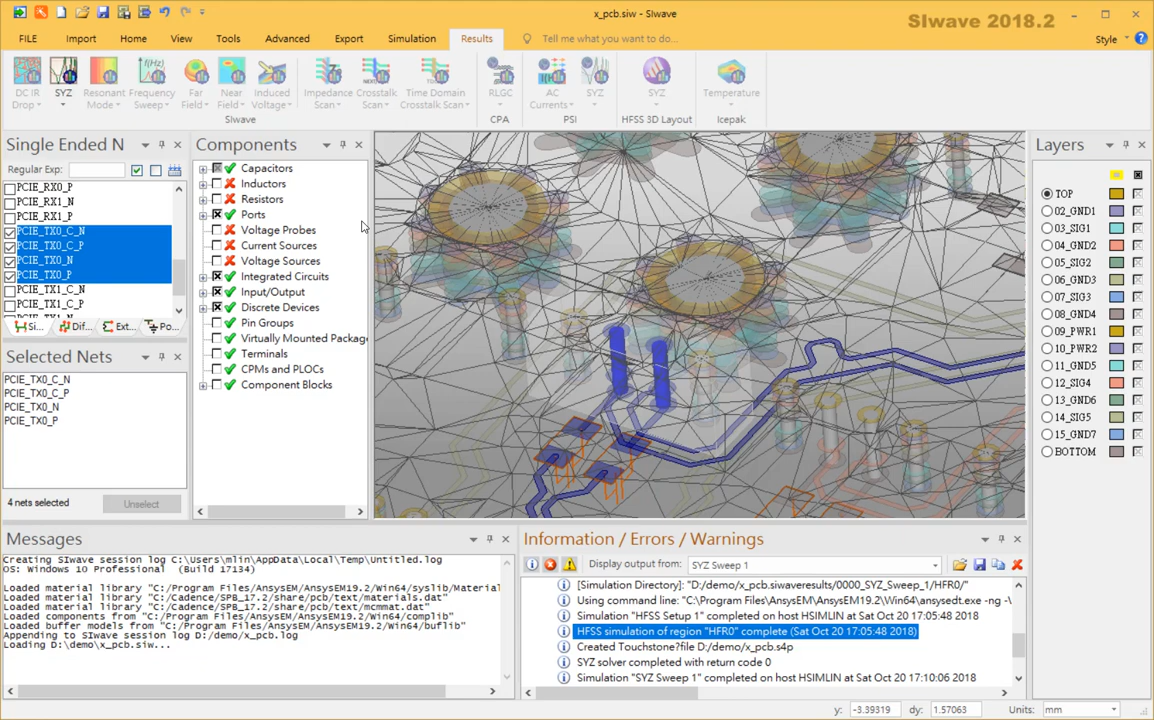 x_pcb.siw - SIwave
SIwave 2018.2
FILE Import Home View Tools Advanced Export Simulation Results Tell me what you want to do... Style
DC IR Drop SYZ Resonant Mode Frequency Sweep Far Field Near Field Induced Voltage Impedance Scan Crosstalk Scan Time Domain Crosstalk Scan RLGC AC Currents SYZ SYZ Temperature
SIwave CPA PSI HFSS 3D Layout Icepak
Single Ended N
Regular Exp:
PCIE_RX0_P
PCIE_RX1_N
PCIE_RX1_P
PCIE_TX0_C_N
PCIE_TX0_C_P
PCIE_TX0_N
PCIE_TX0_P
PCIE_TX1_C_N
PCIE_TX1_C_P
Si... Dif... Ext... Po...
Selected Nets
PCIE_TX0_C_N
PCIE_TX0_C_P
PCIE_TX0_N
PCIE_TX0_P
4 nets selected Unselect
Components
Capacitors
Inductors
Resistors
Ports
Voltage Probes
Current Sources
Voltage Sources
Integrated Circuits
Input/Output
Discrete Devices
Pin Groups
Virtually Mounted Package
Terminals
CPMs and PLOCs
Component Blocks
Layers
TOP
02_GND1
03_SIG1
04_GND2
05_SIG2
06_GND3
07_SIG3
08_GND4
09_PWR1
10_PWR2
11_GND5
12_SIG4
13_GND6
14_SIG5
15_GND7
BOTTOM
Messages
Creating SIwave session log C:\Users\mlin\AppData\Local\Temp\Untitled.log
OS: Windows 10 Professional (Build 17134)
Loaded material library "C:/Program Files/AnsysEM/AnsysEM19.2/Win64/syslib/Material
Loaded material library "C:/Cadence/SPB_17.2/share/pcb/text/materials.dat"
Loaded material library "C:/Cadence/SPB_17.2/share/pcb/text/mcmmat.dat"
Loaded components from "C:/Program Files/AnsysEM/AnsysEM19.2/Win64/complib"
Loaded buffer models from "C:/Program Files/AnsysEM/AnsysEM19.2/Win64/buflib"
Appending to SIwave session log D:/demo/x_pcb.log
Loading D:\demo\x_pcb.siw...
Information / Errors / Warnings
Display output from: SYZ Sweep 1
[Simulation Directory]: "D:/demo/x_pcb.siwaveresults/0000_SYZ_Sweep_1/HFR0/"
Using command line: "C:\Program Files\AnsysEM\AnsysEM19.2\Win64\ansysedt.exe -ng -\
Simulation "HFSS Setup 1" completed on host HSIMLIN at Sat Oct 20 17:05:48 2018
HFSS simulation of region "HFR0" complete (Sat Oct 20 17:05:48 2018)
Created Touchstone?file D:/demo/x_pcb.s4p
SYZ solver completed with return code 0
Simulation "SYZ Sweep 1" completed on host HSIMLIN at Sat Oct 20 17:10:06 2018
y: -3.39319 dy: 1.57063 Units: mm